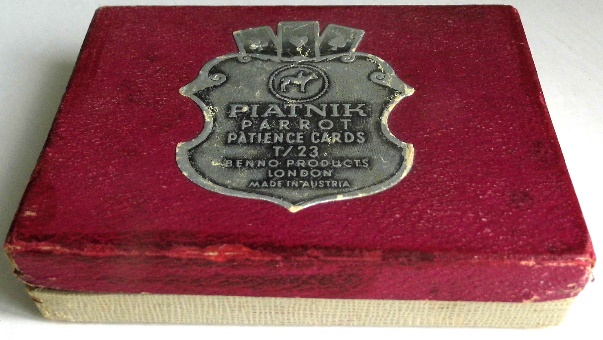 PIATNIK
PARROT
PATIENCE CARDS
T/23.
BENNO PRODUCTS
LONDON
MADE IN AUSTRIA